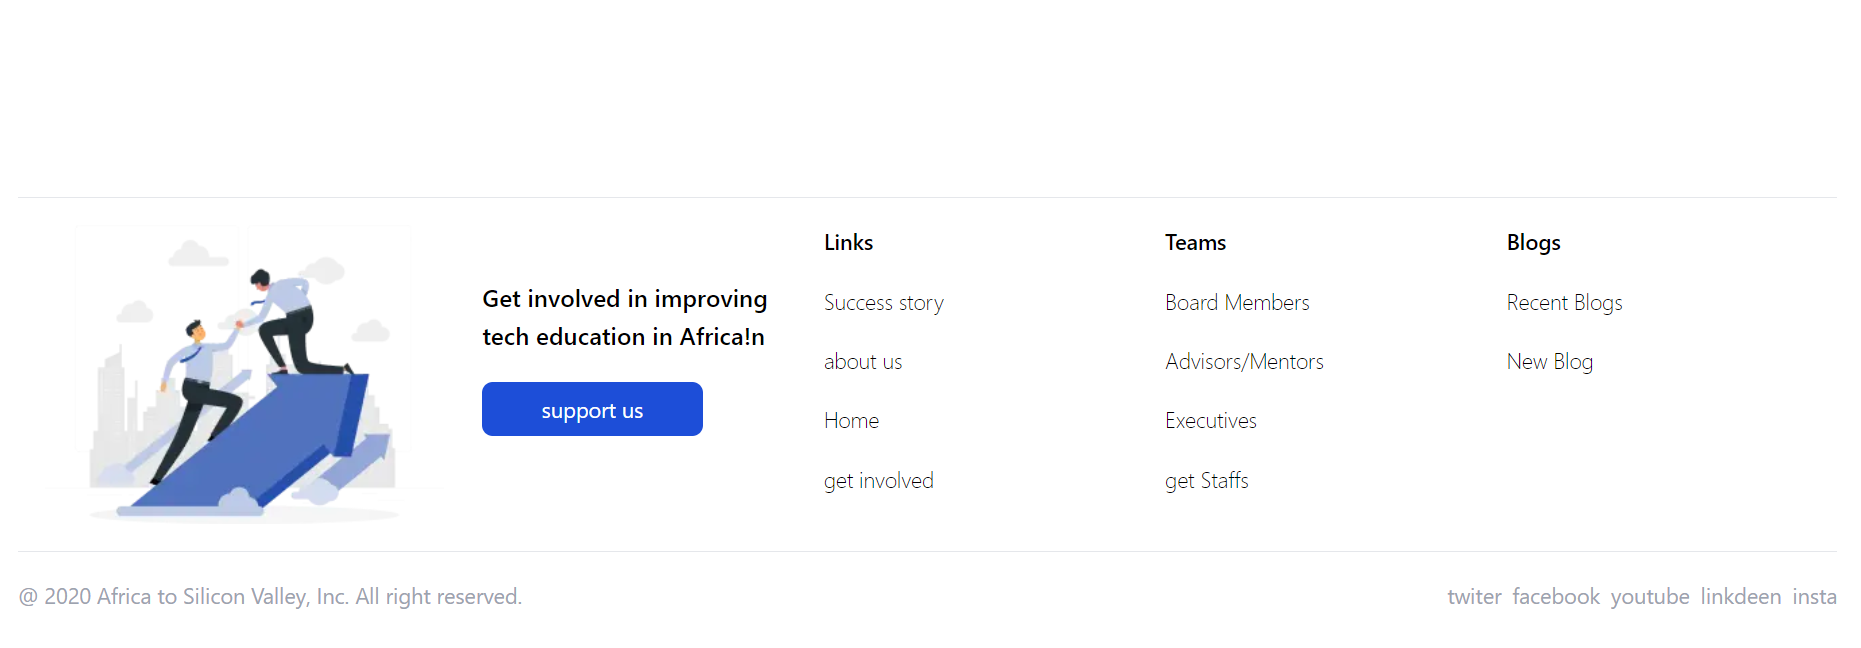 Get involved in improving
tech education in Africa!n
support us
Links
Success story
about us
Home
get involved
Teams
Board Members
Advisors/Mentors
Executives
get Staffs
Blogs
Recent Blogs
New Blog
@ 2020 Africa to Silicon Valley, Inc. All right reserved.
twiter facebook youtube linkdeen insta